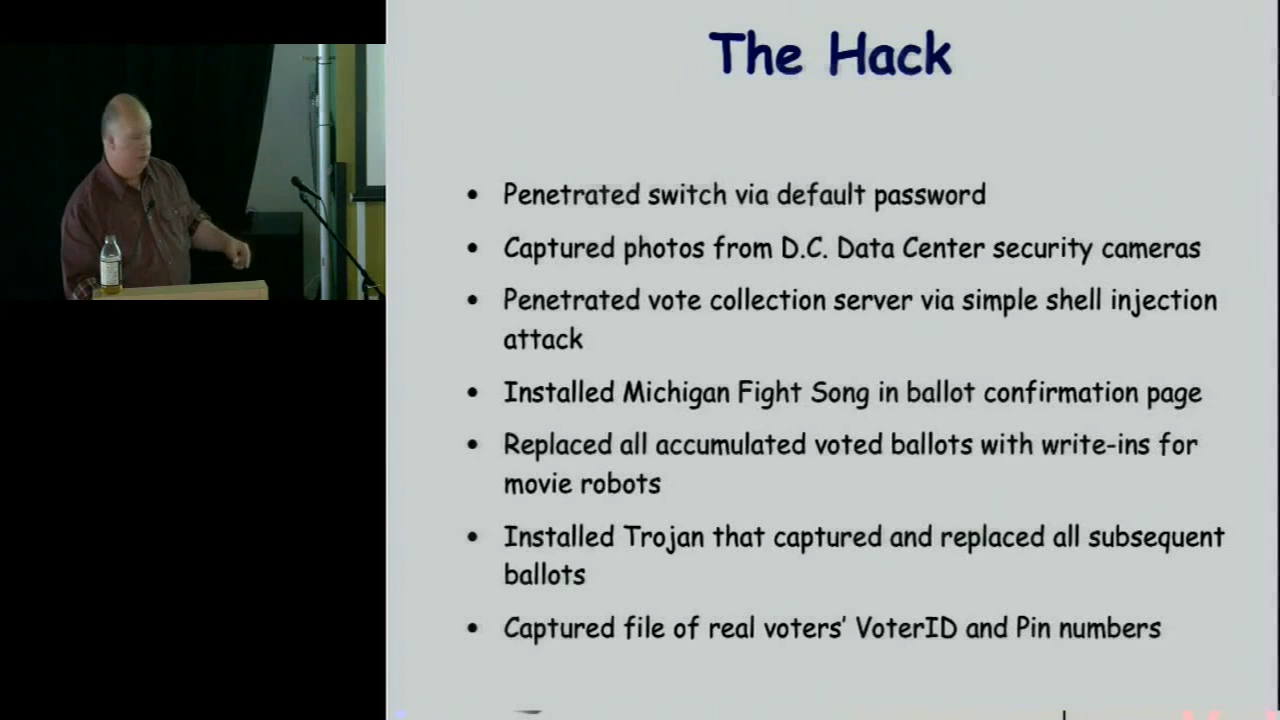 The Hack
• Penetrated switch via default password
• Captured photos from D.C. Data Center security cameras
• Penetrated vote collection server via simple shell injection
attack
• Installed Michigan Fight Song in ballot confirmation page
• Replaced all accumulated voted ballots with write-ins for
movie robots
• Installed Trojan that captured and replaced all subsequent
ballots
• Captured file of real voters' VoterID and Pin numbers